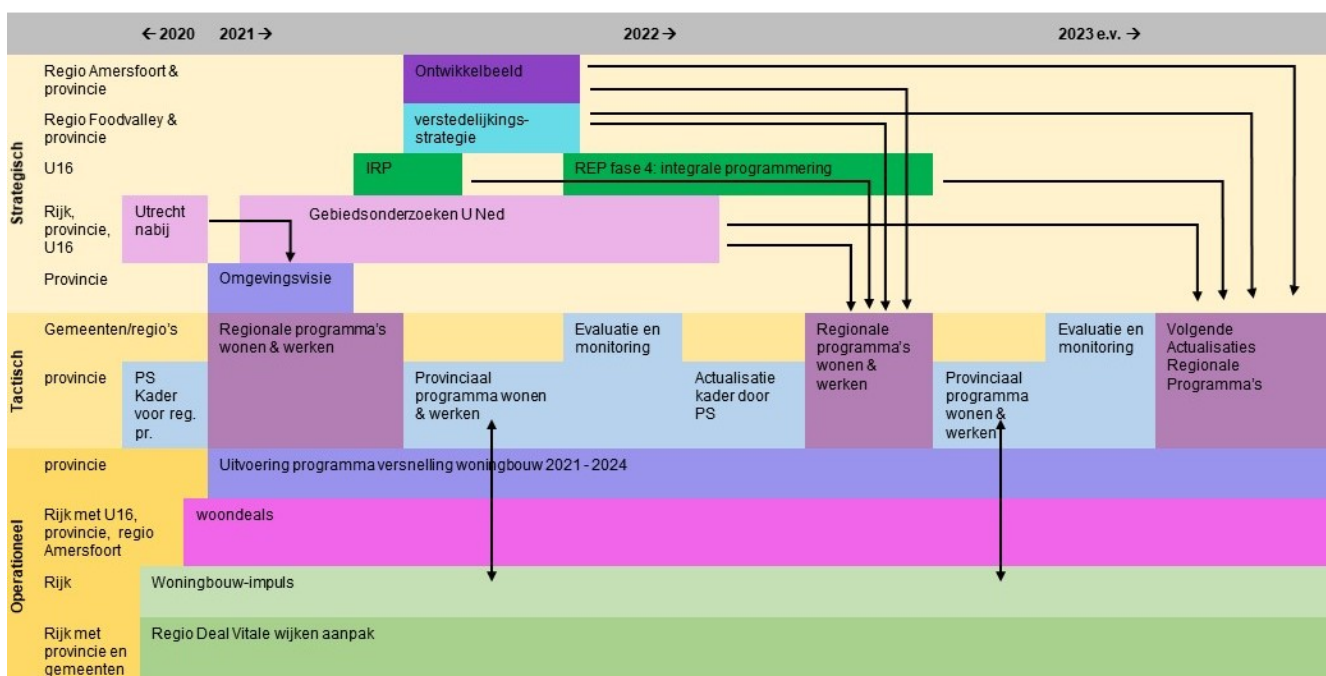 ← 2020 2021 → 2022 → 2023 e.v. →
Strategisch
Regio Amersfoort &
provincie
Ontwikkelbeeld
Regio Foodvalley &
provincie
verstedelijkings-
strategie
U16
IRP
REP fase 4: integrale programmering
Rijk,
provincie,
U16
Utrecht
nabij
Gebiedsonderzoeken U Ned
Provincie
Omgevingsvisie
Tactisch
Gemeenten/regio's
Regionale programma's
wonen & werken
Evaluatie en
monitoring
Regionale
programma's
wonen &
werken
Evaluatie en
monitoring
Volgende
Actualisaties
Regionale
Programma's
provincie
PS
Kader
voor reg.
pr.
Provinciaal
programma wonen
& werken
Actualisatie
kader door
PS
Provinciaal
programma
wonen &
werken
Operationeel
provincie
Uitvoering programma versnelling woningbouw 2021 - 2024
Rijk met U16,
provincie, regio
Amersfoort
woondeals
Rijk
Woningbouw-impuls
Rijk met
provincie en
gemeenten
Regio Deal Vitale wijken aanpak